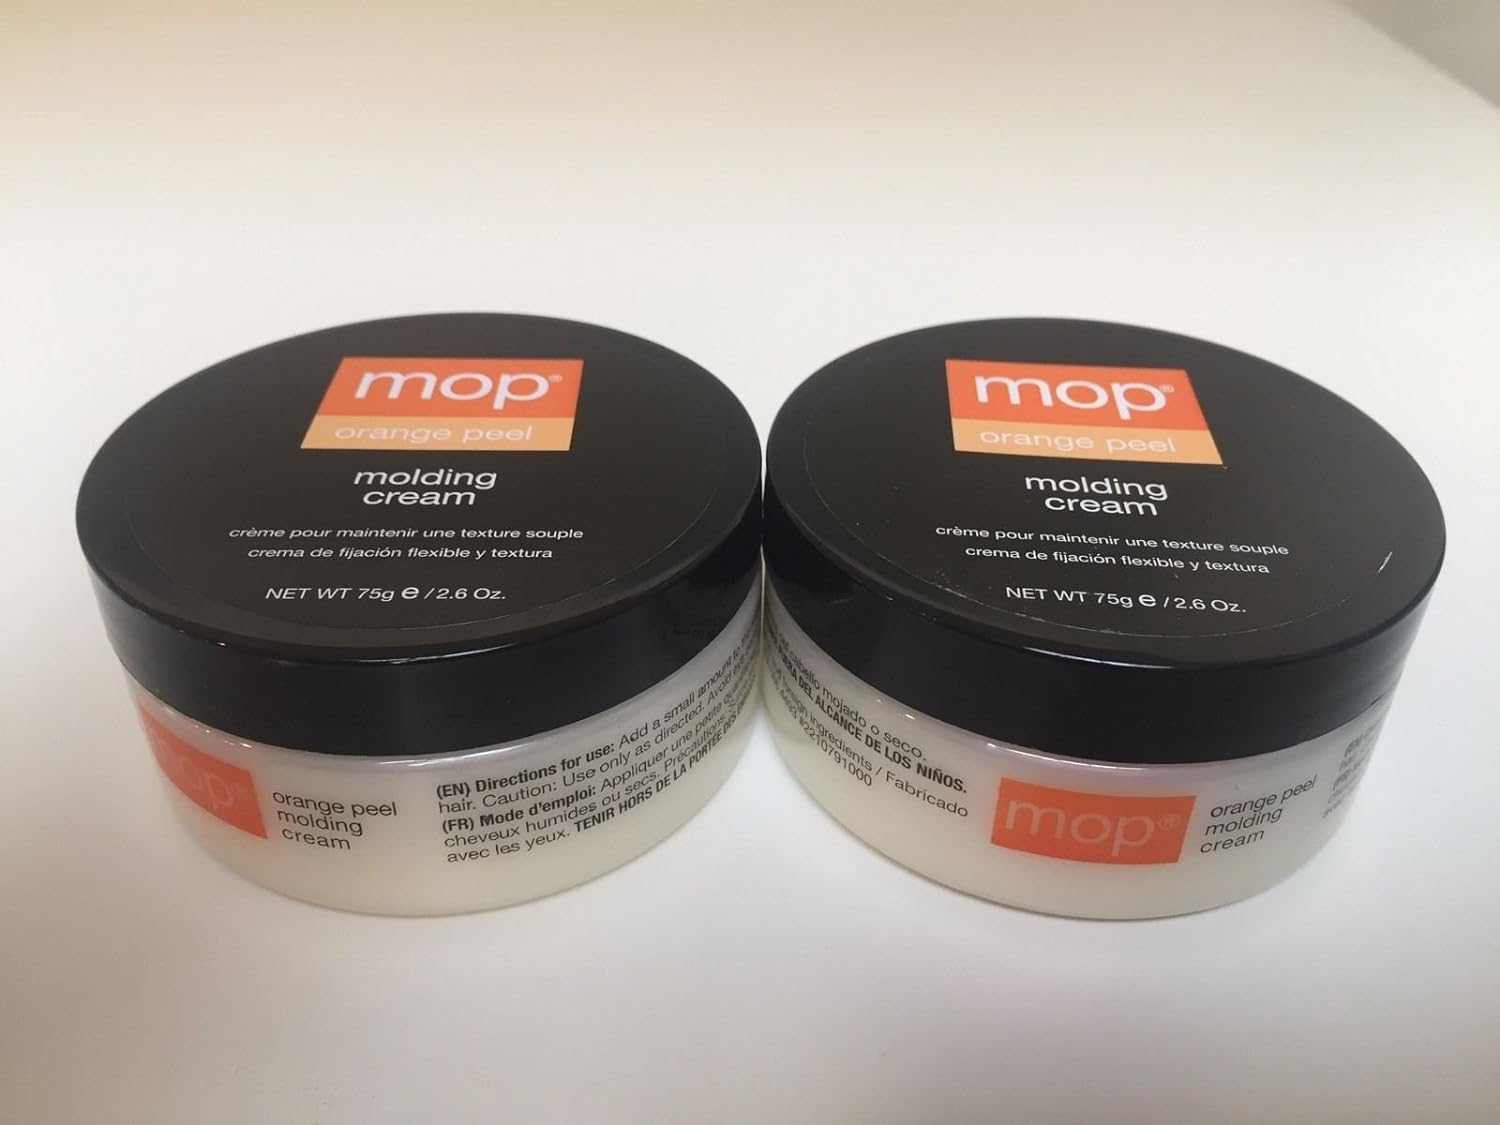 mop®
orange peel
molding
cream
crème pour maintenir une texture souple
crema de fijación flexible y textura
NET WT 75g e / 2.6 Oz.
mop®
orange peel
molding
cream
(EN) Directions for use: Add a small amount to
hair. Caution: Use only as directed. Avoid
(FR) Mode d'emploi: Appliquer une petite
cheveux humides ou secs. Précautions:
avec les yeux. TENIR HORS DE LA PORTÉE DES
mop®
orange peel
molding
cream
crème pour maintenir une texture souple
crema de fijación flexible y textura
NET WT 75g e / 2.6 Oz.
cabello mojado o seco.
FUERA DEL ALCANCE DE LOS NIÑOS.
foreign ingredients / Fabricado
#2210791000
mop®
orange peel
molding
cream